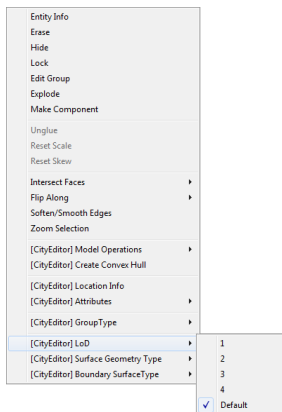 Entity Info
Erase
Hide
Lock
Edit Group
Explode
Make Component
Unglue
Reset Scale
Reset Skew
Intersect Faces
Flip Along
Soften/Smooth Edges
Zoom Selection
[CityEditor] Model Operations
[CityEditor] Create Convex Hull
[CityEditor] Location Info
[CityEditor] Attributes
[CityEditor] GroupType
[CityEditor] LoD
[CityEditor] Surface Geometry Type
[CityEditor] Boundary SurfaceType
1
2
3
4
Default